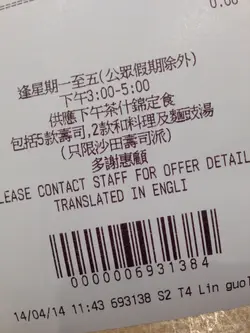 逢星期一至五(公眾假期除外)
下午3:00-5:00
供應下午茶什錦定食
包括5款壽司,2款和料理及麵豉湯
(只限沙田壽司派)
多謝惠顧
LEASE CONTACT STAFF FOR OFFER DETAIL
TRANSLATED IN ENGLI
0000006931384
14/04/14 11:43 693138 S2 T4 Lin guol